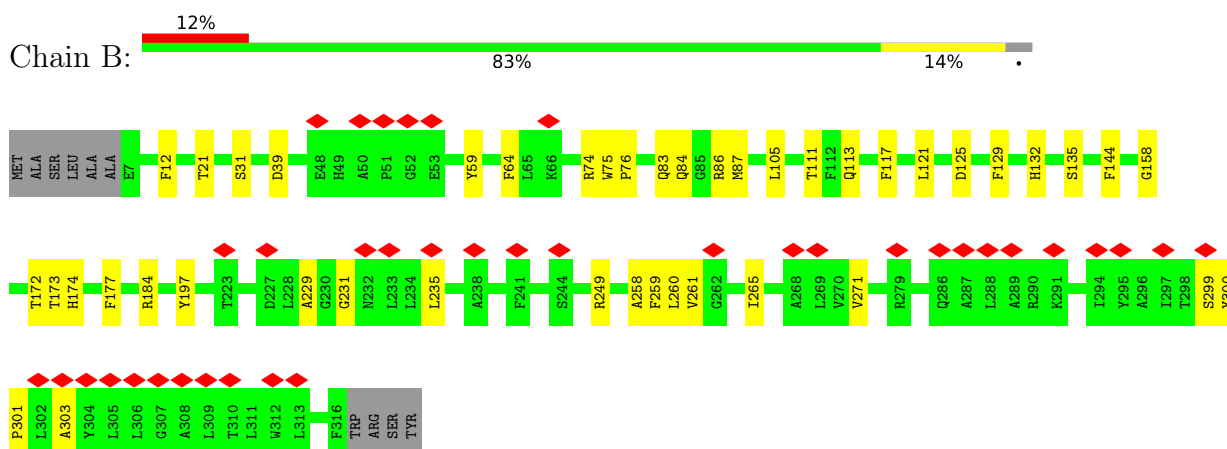 12%
Chain B:
83% 14% •
MET ALA SER LEU ALA ALA E7 F12 T21 S31 D39 E48 H49 A50 P51 G52 E53 Y59 F64 L65 K66 R74 W75 P76 Q83 Q84 G85 R86 M87 L105 T111 F112 Q113 F117 L121 D125 F129 H132 S135 F144 G158
T172 T173 H174 F177 R184 Y197 T223 D227 L228 A229 G230 G231 N232 L233 L234 L235 A238 F241 S244 R249 A258 F259 L260 V261 G262 I265 A268 L269 V270 V271 R279 Q286 A287 L288 A289 R290 K291 I294 Y295 A296 I297 T298 S299
P301 L302 A303 Y304 L305 L306 G307 A308 L309 T310 L311 W312 L313 F316 TRP ARG SER TYR